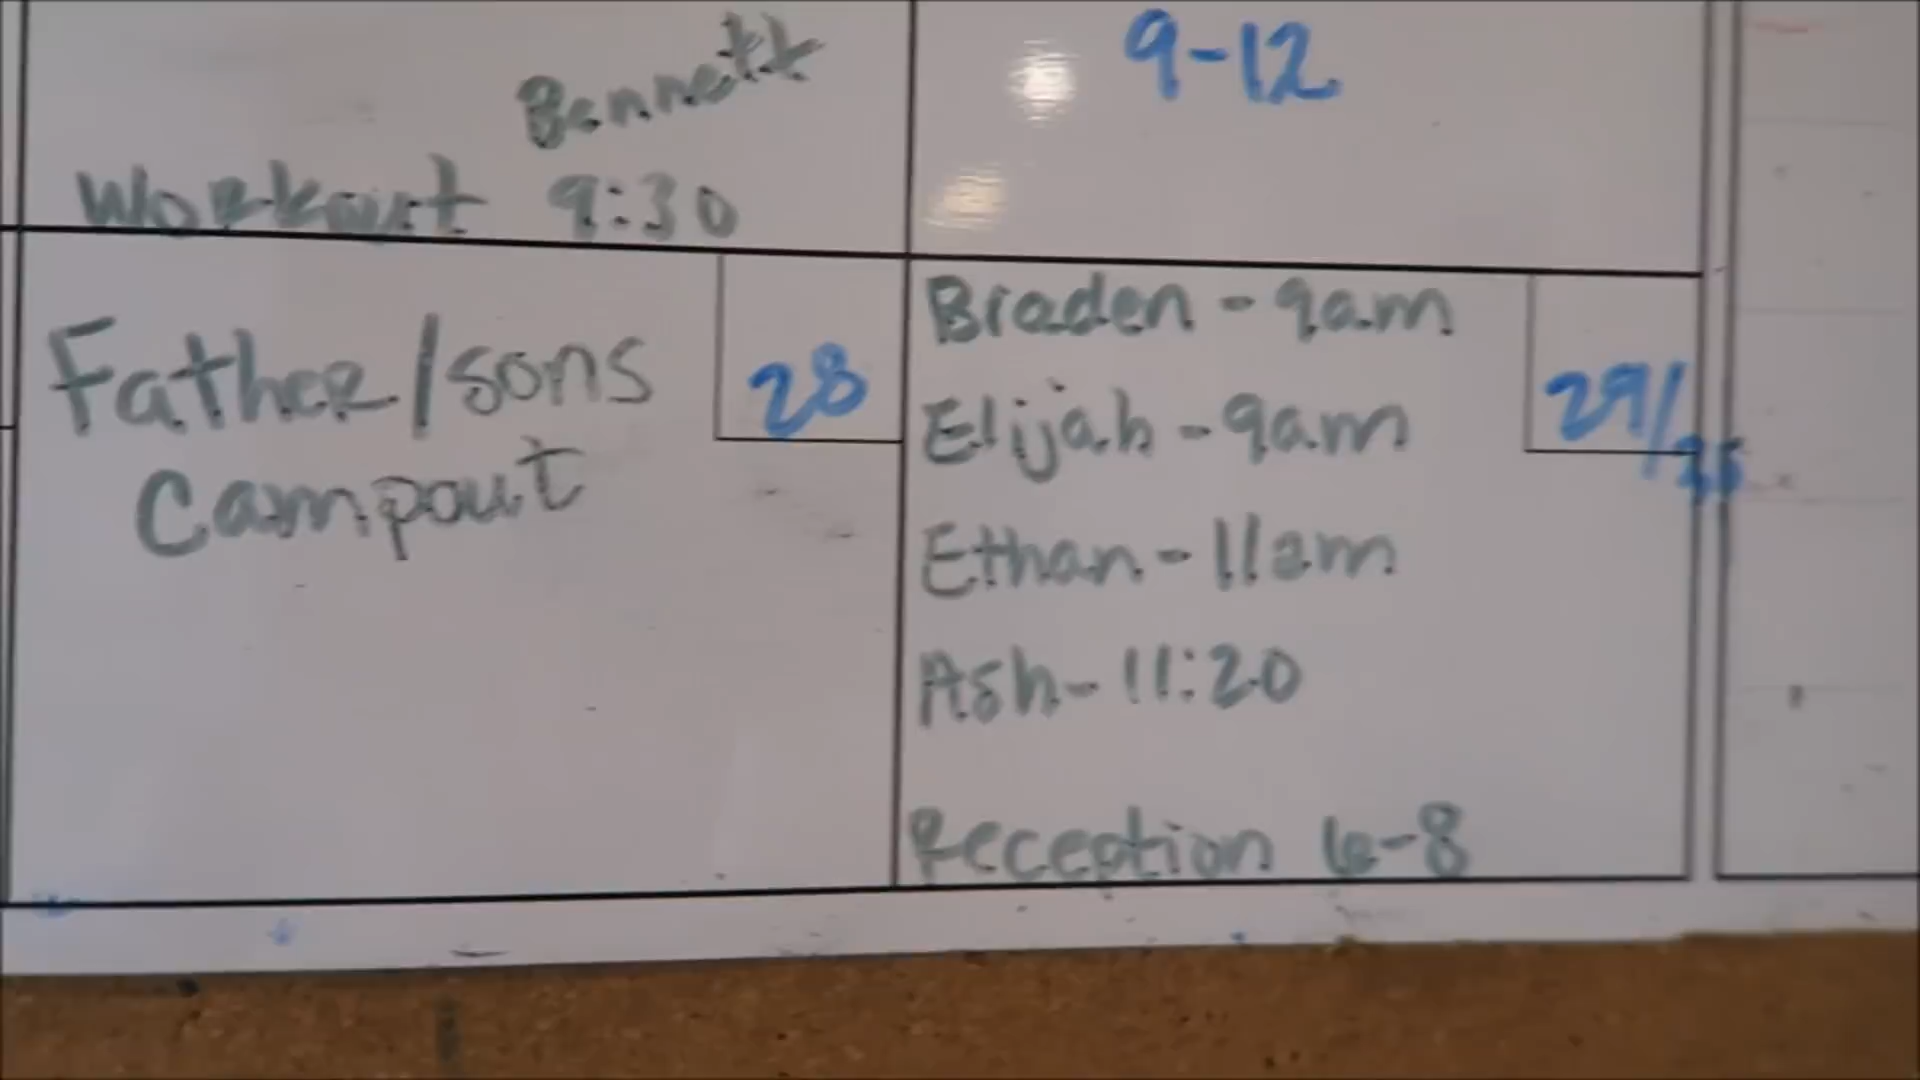 Bennett
Workout 9:30
9-12
Father/sons
Campout
28
Braden - 9am
Elijah - 9am
Ethan - 11am
Ash - 11:20
Reception 6-8
29/